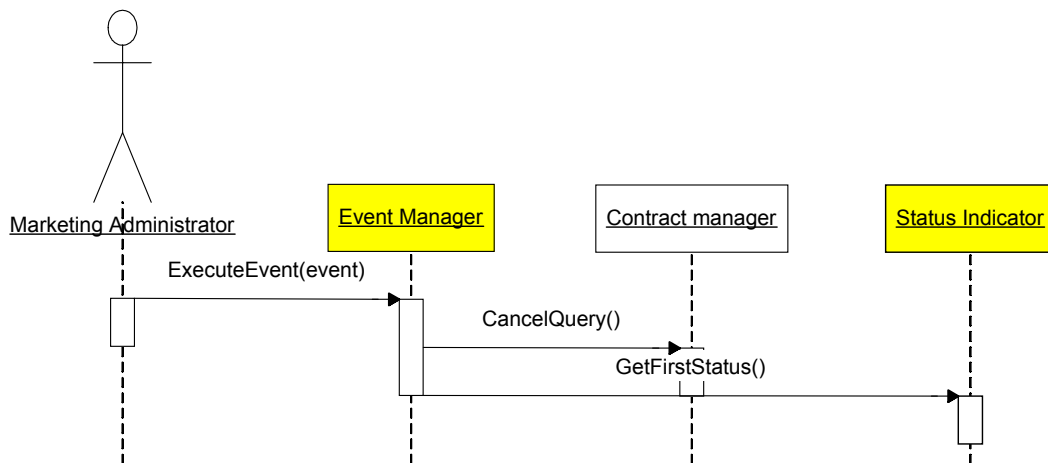 Marketing Administrator
Event Manager
Contract manager
Status Indicator
ExecuteEvent(event)
CancelQuery()
GetFirstStatus()